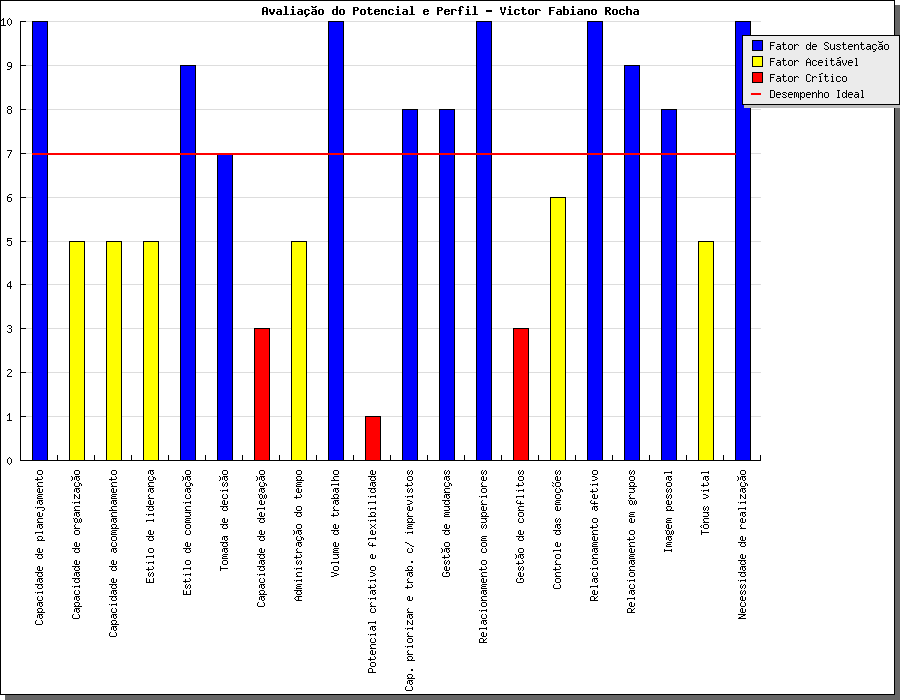 Avaliação do Potencial e Perfil - Victor Fabiano Rocha
10
9
8
7
6
5
4
3
2
1
0
Fator de Sustentação
Fator Aceitável
Fator Crítico
Desempenho Ideal
Capacidade de planejamento
Capacidade de organização
Capacidade de acompanhamento
Estilo de liderança
Estilo de comunicação
Tomada de decisão
Capacidade de delegação
Administração do tempo
Volume de trabalho
Potencial criativo e flexibilidade
Cap. priorizar e trab. c/ imprevistos
Gestão de mudanças
Relacionamento com superiores
Gestão de conflitos
Controle das emoções
Relacionamento afetivo
Relacionamento em grupos
Imagem pessoal
Tônus vital
Necessidade de realização